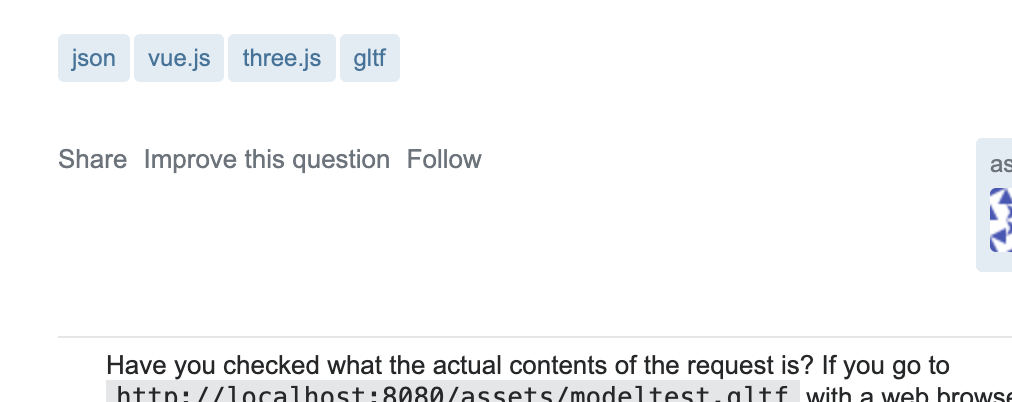 json vue.js three.js gltf
Share Improve this question Follow
as
Have you checked what the actual contents of the request is? If you go to
http://localhost:8080/assets/modeltest.gltf with a web browse